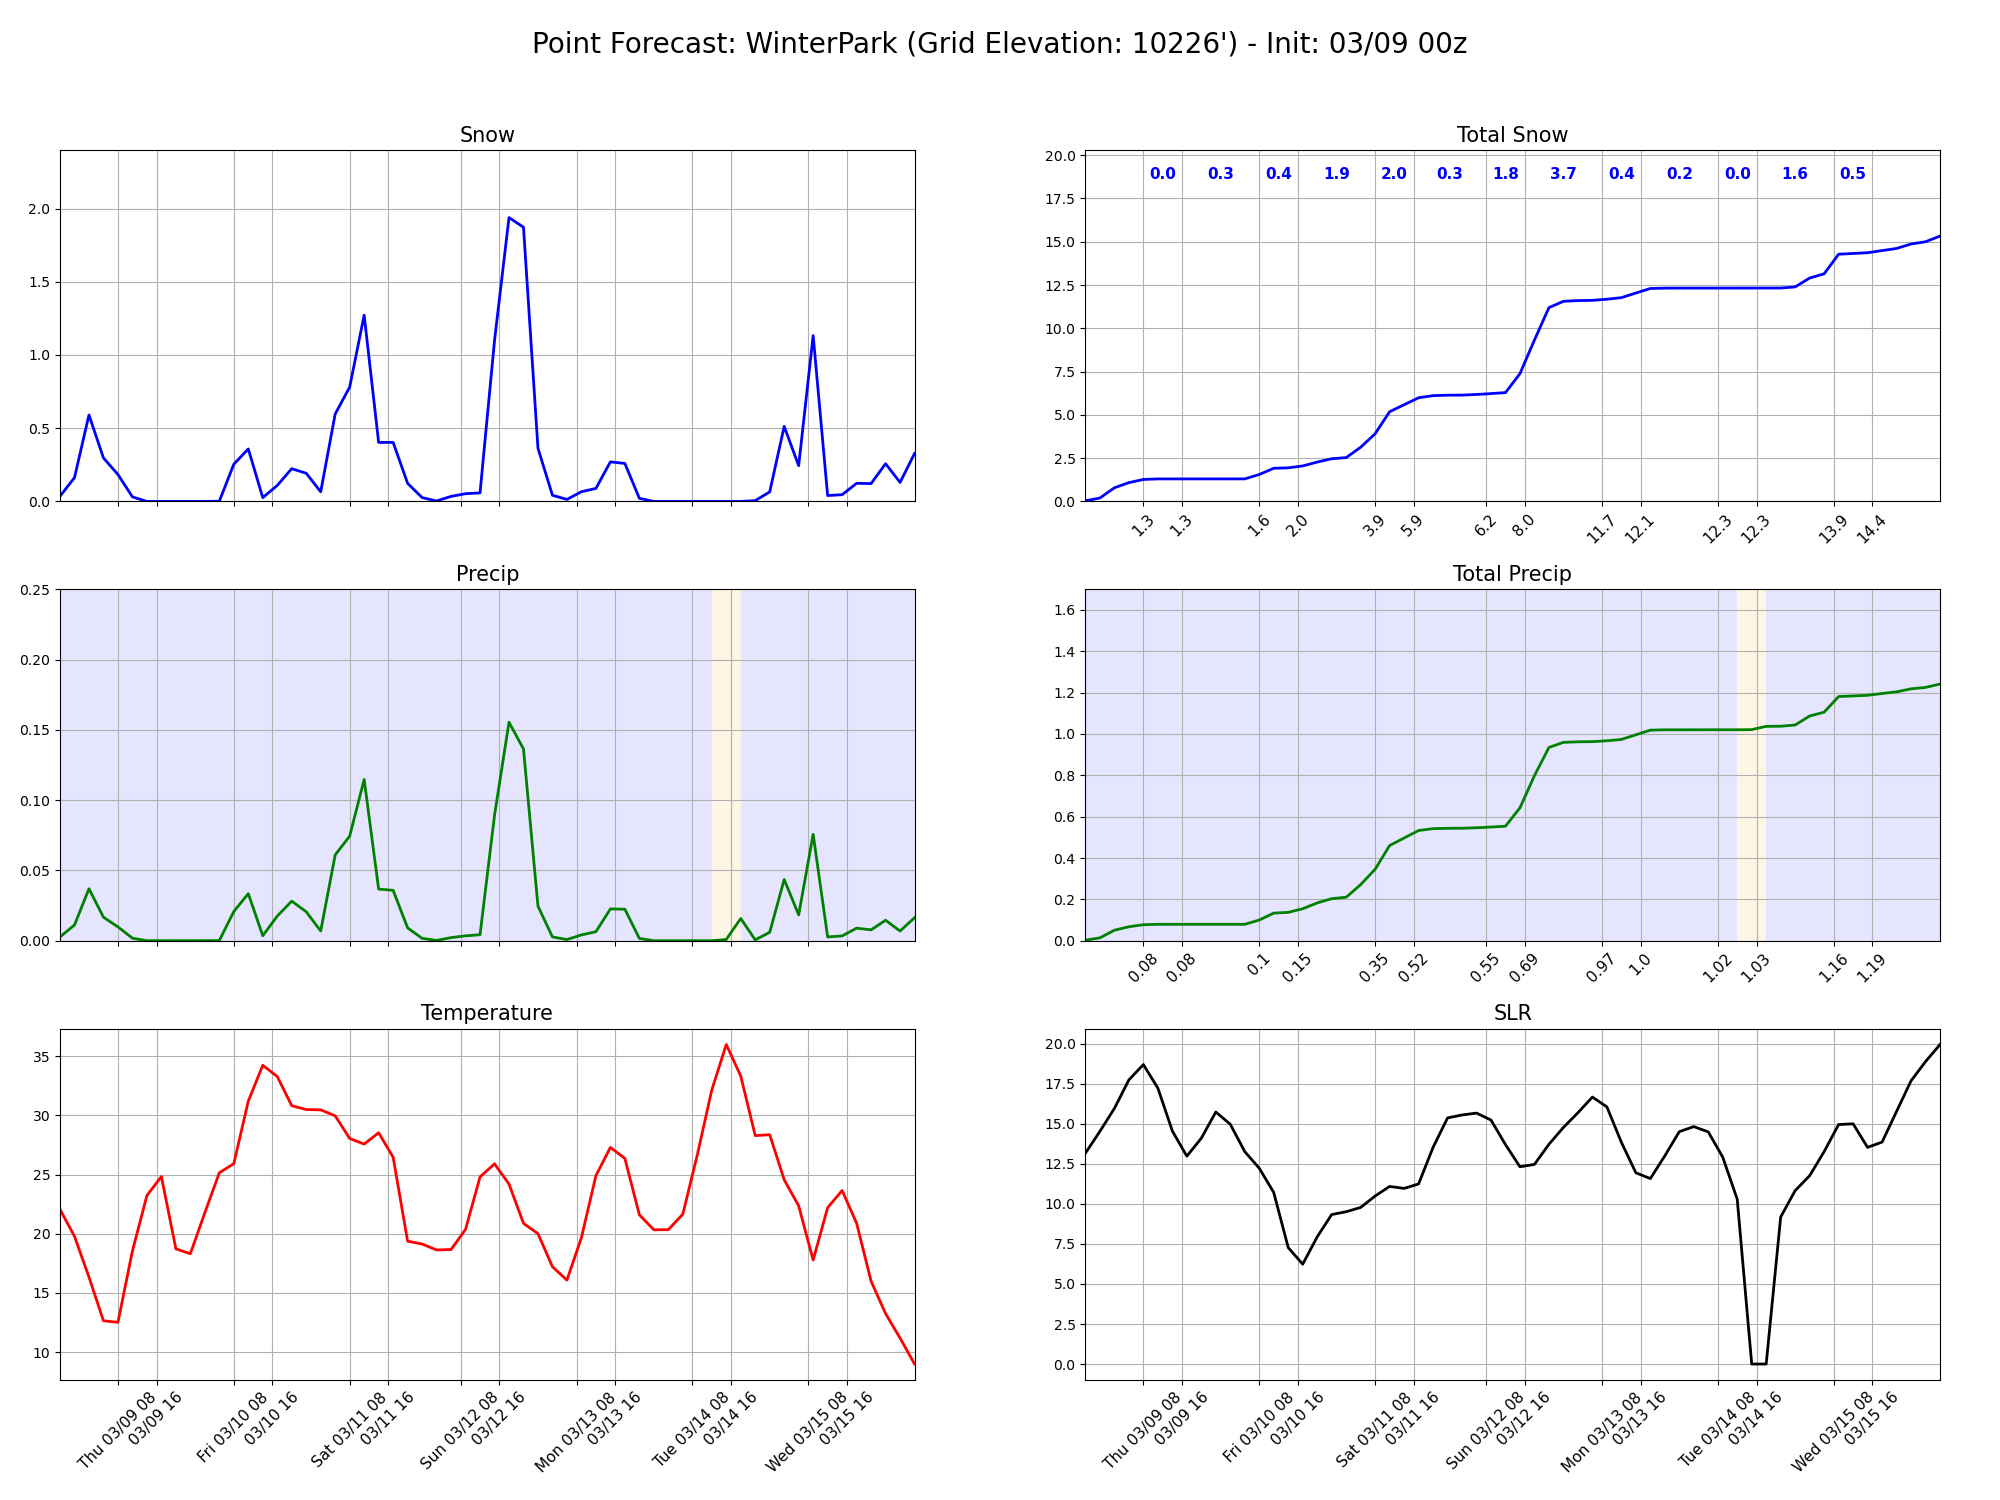 Point Forecast: WinterPark (Grid Elevation: 10226') - Init: 03/09 00z
Snow
2.0
1.5
1.0
0.5
0.0
Total Snow
20.0
17.5
15.0
12.5
10.0
7.5
5.0
2.5
0.0
0.0 0.3 0.4 1.9 2.0 0.3 1.8 3.7 0.4 0.2 0.0 1.6 0.5
1.3 1.3 1.6 2.0 3.9 5.9 6.2 8.0 11.7 12.1 12.3 12.3 13.9 14.4
Precip
0.25
0.20
0.15
0.10
0.05
0.00
Total Precip
1.6
1.4
1.2
1.0
0.8
0.6
0.4
0.2
0.0
0.08 0.08 0.1 0.15 0.35 0.52 0.55 0.69 0.97 1.0 1.02 1.03 1.16 1.19
Temperature
35
30
25
20
15
10
Thu 03/09 08
03/09 16
Fri 03/10 08
03/10 16
Sat 03/11 08
03/11 16
Sun 03/12 08
03/12 16
Mon 03/13 08
03/13 16
Tue 03/14 08
03/14 16
Wed 03/15 08
03/15 16
SLR
20.0
17.5
15.0
12.5
10.0
7.5
5.0
2.5
0.0
Thu 03/09 08
03/09 16
Fri 03/10 08
03/10 16
Sat 03/11 08
03/11 16
Sun 03/12 08
03/12 16
Mon 03/13 08
03/13 16
Tue 03/14 08
03/14 16
Wed 03/15 08
03/15 16